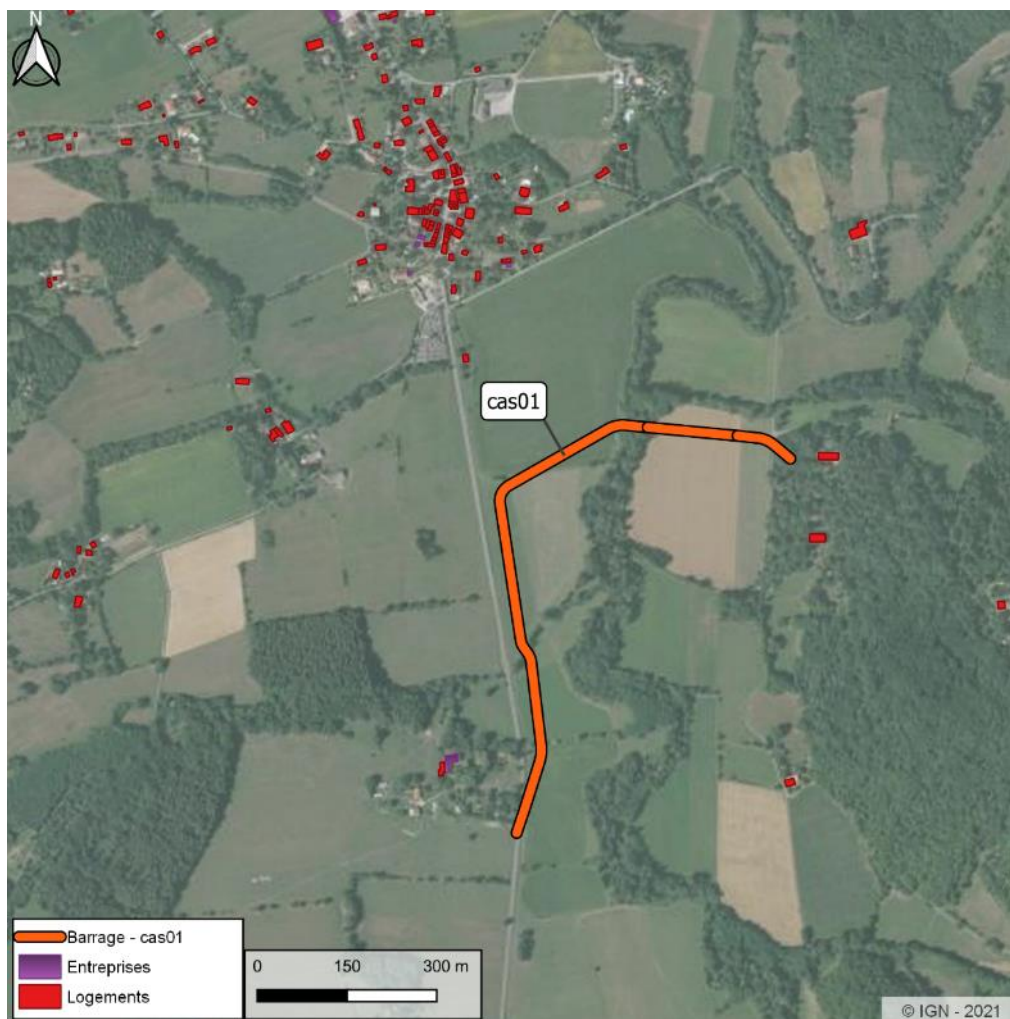 N
cas01
Barrage - cas01
Entreprises
Logements
0 150 300 m
© IGN - 2021